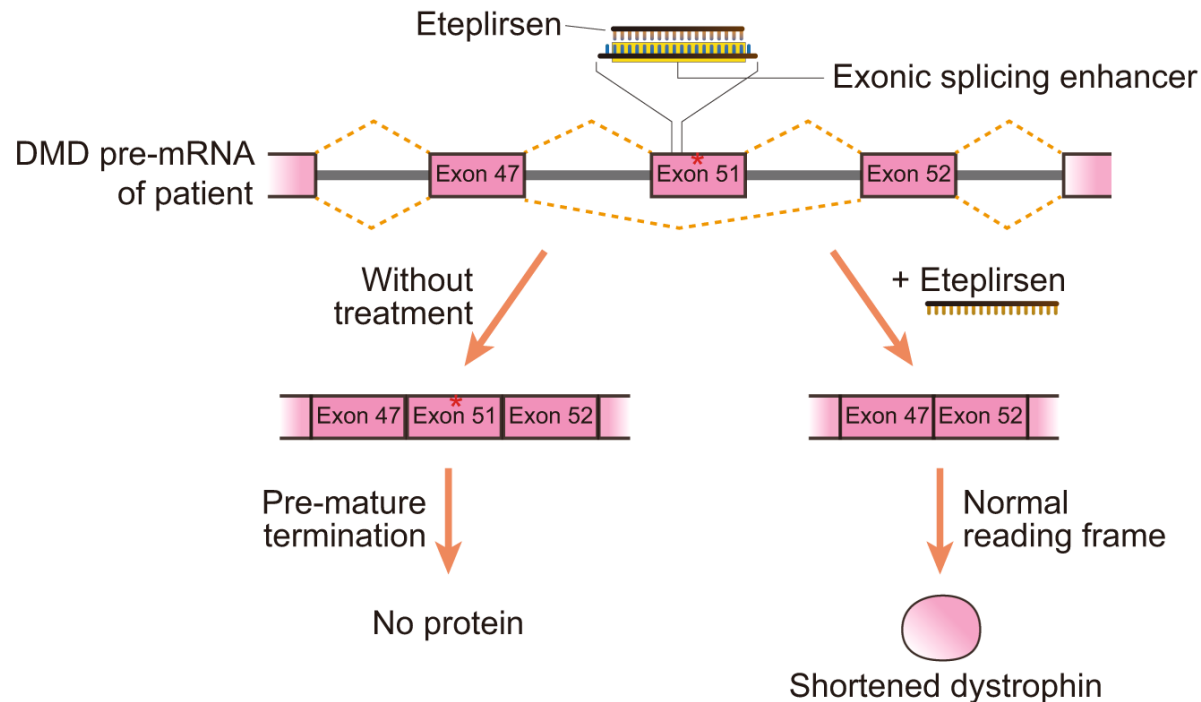 Eteplirsen
Exonic splicing enhancer
DMD pre-mRNA
of patient
Exon 47
*
Exon 51
Exon 52
Without
treatment
+ Eteplirsen
Exon 47
*
Exon 51
Exon 52
Exon 47
Exon 52
Pre-mature
termination
Normal
reading frame
No protein
Shortened dystrophin